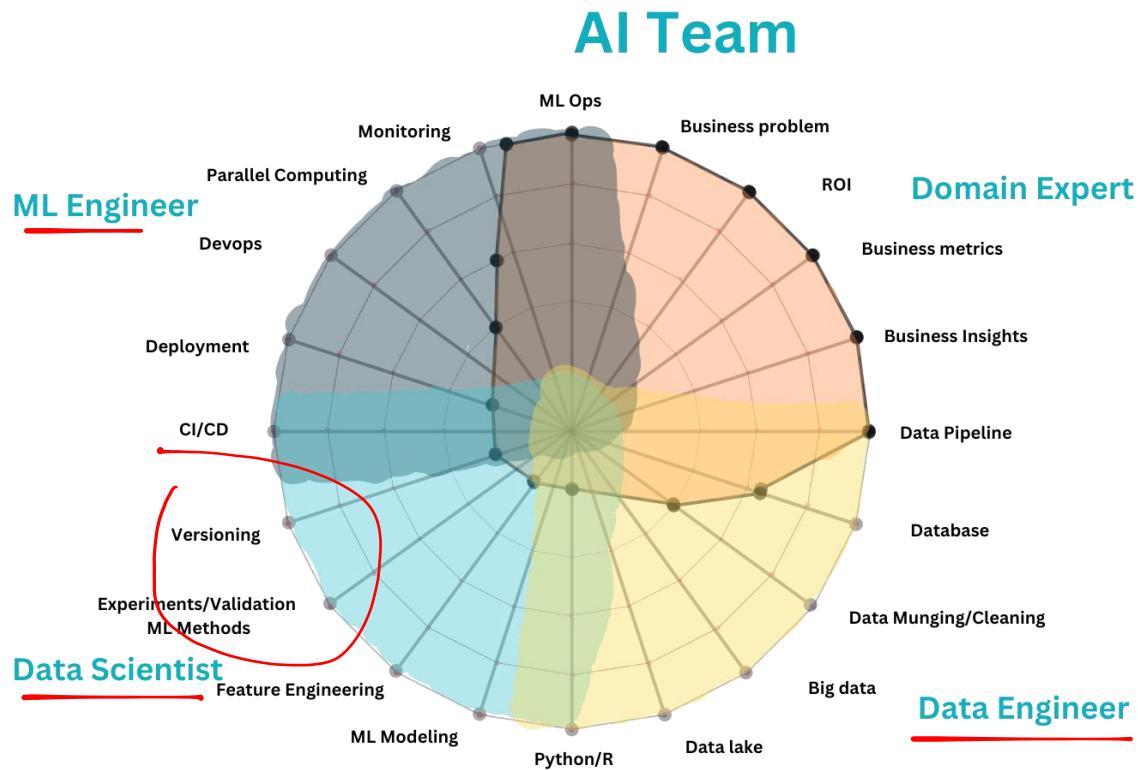 AI Team
ML Ops
Monitoring
Business problem
Parallel Computing
ROI
Domain Expert
ML Engineer
Devops
Business metrics
Deployment
Business Insights
CI/CD
Data Pipeline
Versioning
Database
Experiments/Validation
ML Methods
Data Munging/Cleaning
Data Scientist
Feature Engineering
Big data
Data Engineer
ML Modeling
Data lake
Python/R